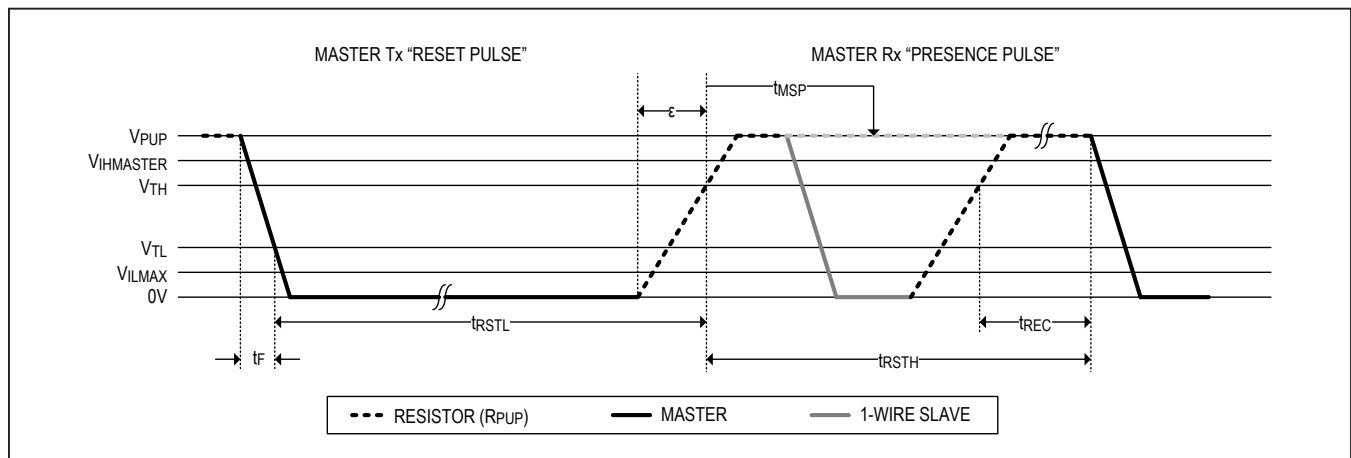 MASTER Tx “RESET PULSE”
MASTER Rx “PRESENCE PULSE”
tMSP
ε
VPUP
VIHMASTER
VTH
VTL
VILMAX
0V
tRSTL
tREC
tF
tRSTH
RESISTOR (RPUP)
MASTER
1-WIRE SLAVE